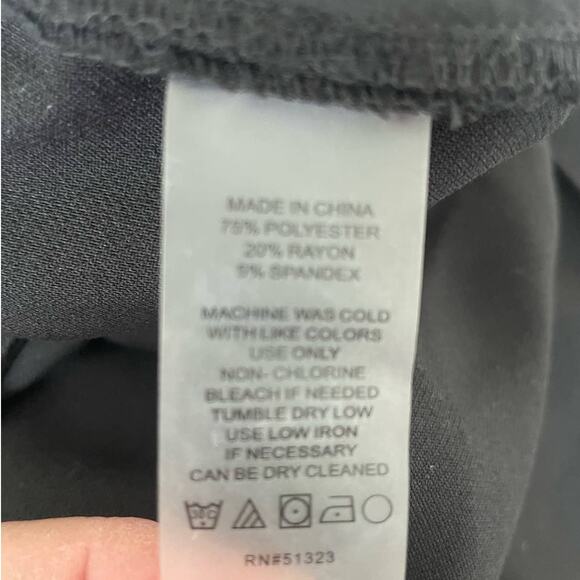 MADE IN CHINA
75% POLYESTER
20% RAYON
5% SPANDEX
MACHINE WAS COLD
WITH LIKE COLORS
USE ONLY
NON- CHLORINE
BLEACH IF NEEDED
TUMBLE DRY LOW
USE LOW IRON
IF NECESSARY
CAN BE DRY CLEANED
RN#51323